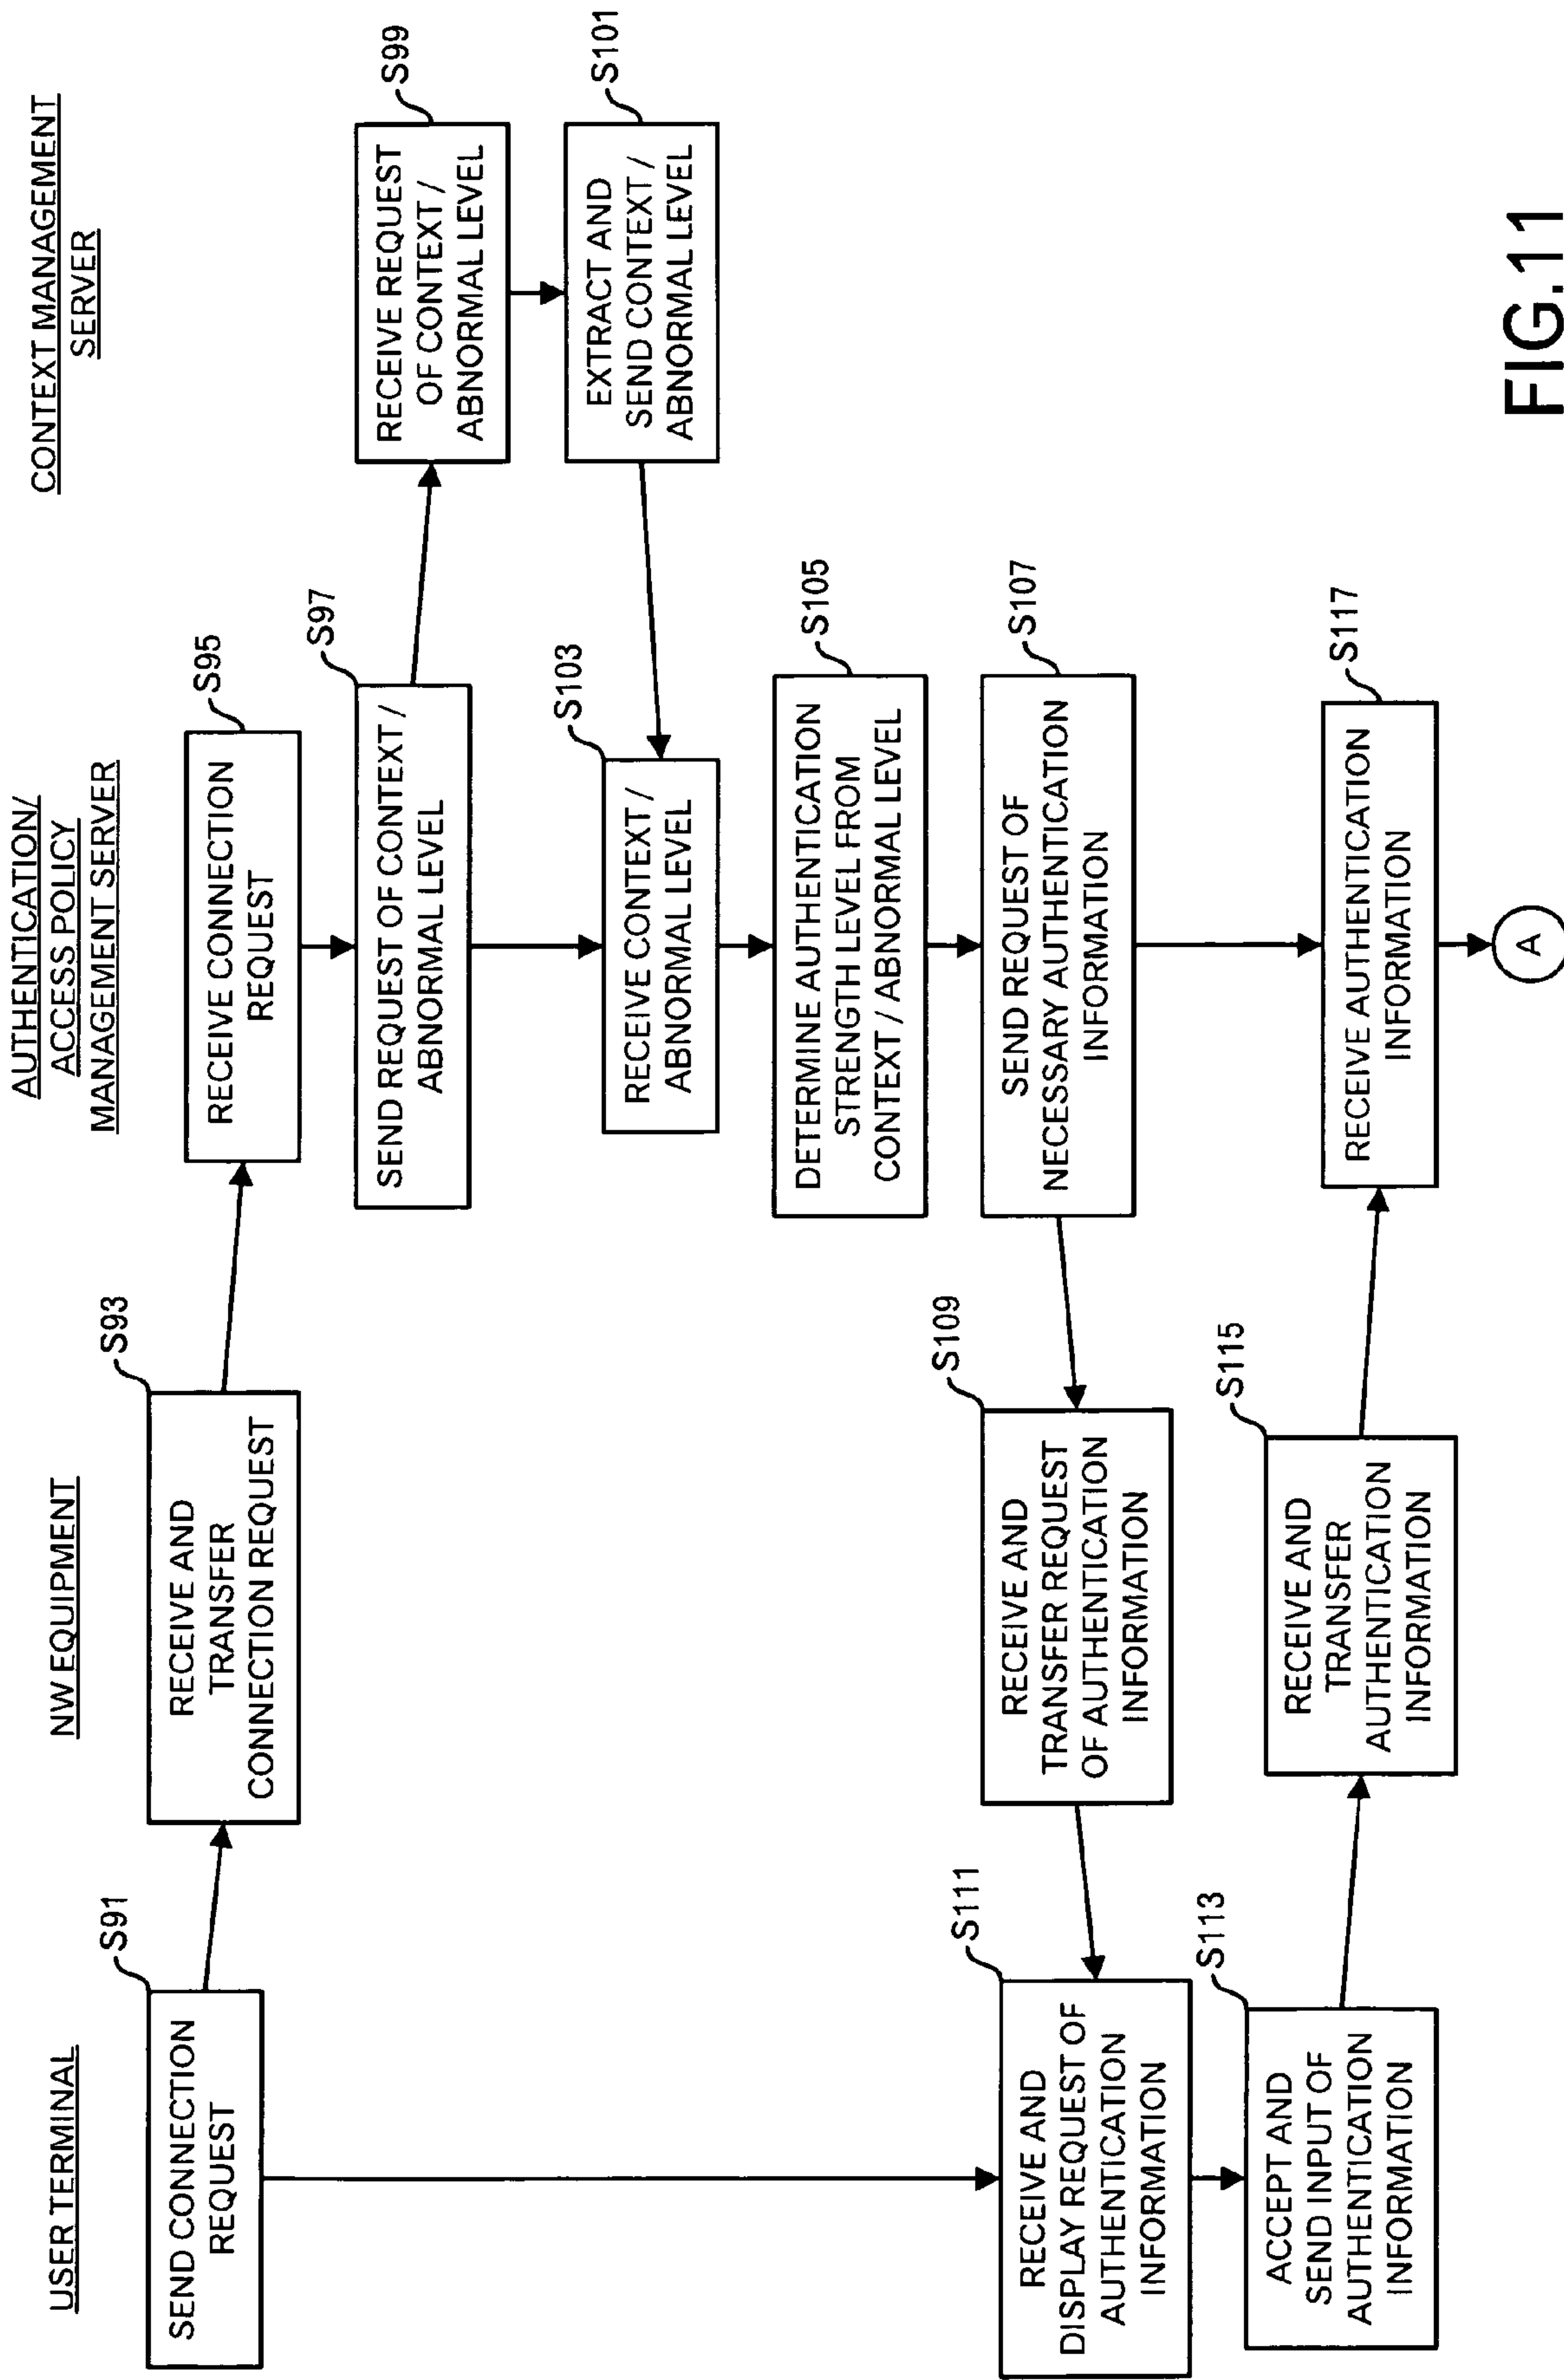 USER TERMINAL
NW EQUIPMENT
AUTHENTICATION/
ACCESS POLICY
MANAGEMENT SERVER
CONTEXT MANAGEMENT
SERVER
S91
SEND CONNECTION
REQUEST
S93
RECEIVE AND
TRANSFER
CONNECTION REQUEST
S95
RECEIVE CONNECTION
REQUEST
S97
SEND REQUEST OF CONTEXT /
ABNORMAL LEVEL
S99
RECEIVE REQUEST
OF CONTEXT /
ABNORMAL LEVEL
S101
EXTRACT AND
SEND CONTEXT /
ABNORMAL LEVEL
S103
RECEIVE CONTEXT /
ABNORMAL LEVEL
S105
DETERMINE AUTHENTICATION
STRENGTH LEVEL FROM
CONTEXT / ABNORMAL LEVEL
S107
SEND REQUEST OF
NECESSARY AUTHENTICATION
INFORMATION
S109
RECEIVE AND
TRANSFER REQUEST
OF AUTHENTICATION
INFORMATION
S111
RECEIVE AND
DISPLAY REQUEST OF
AUTHENTICATION
INFORMATION
S113
ACCEPT AND
SEND INPUT OF
AUTHENTICATION
INFORMATION
S115
RECEIVE AND
TRANSFER
AUTHENTICATION
INFORMATION
S117
RECEIVE AUTHENTICATION
INFORMATION
A
FIG.11